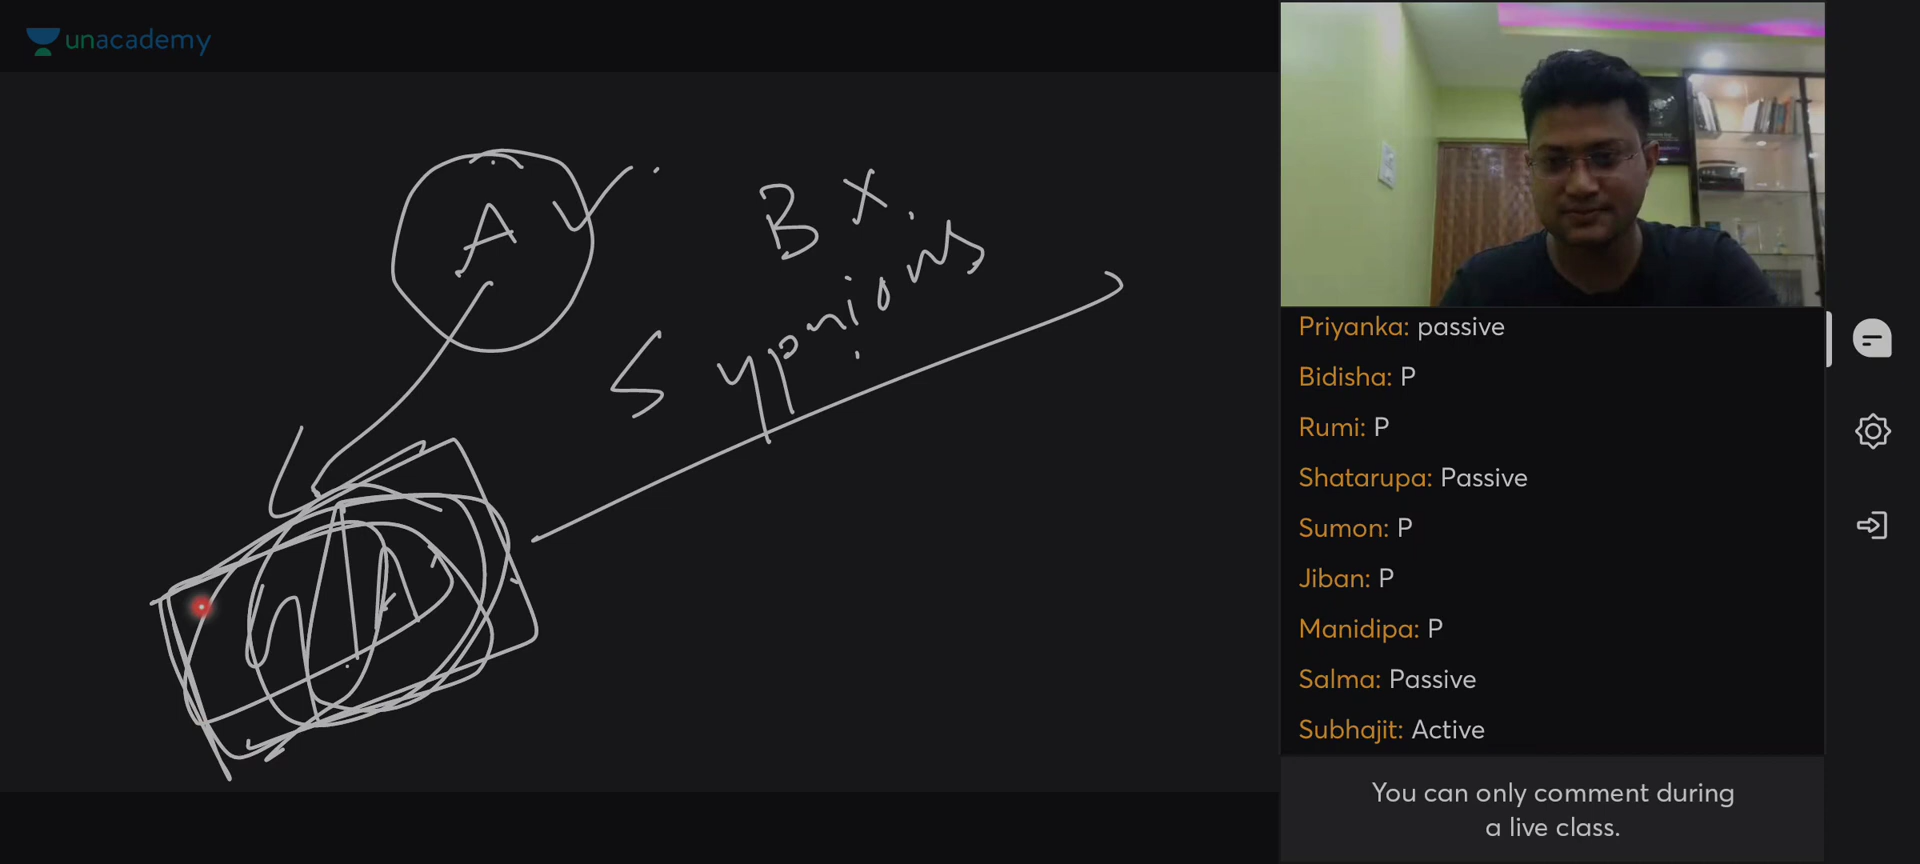 unacademy
A
B X
S ypnions
A
Priyanka: passive
Bidisha: P
Rumi: P
Shatarupa: Passive
Sumon: P
Jiban: P
Manidipa: P
Salma: Passive
Subhajit: Active
You can only comment during
a live class.